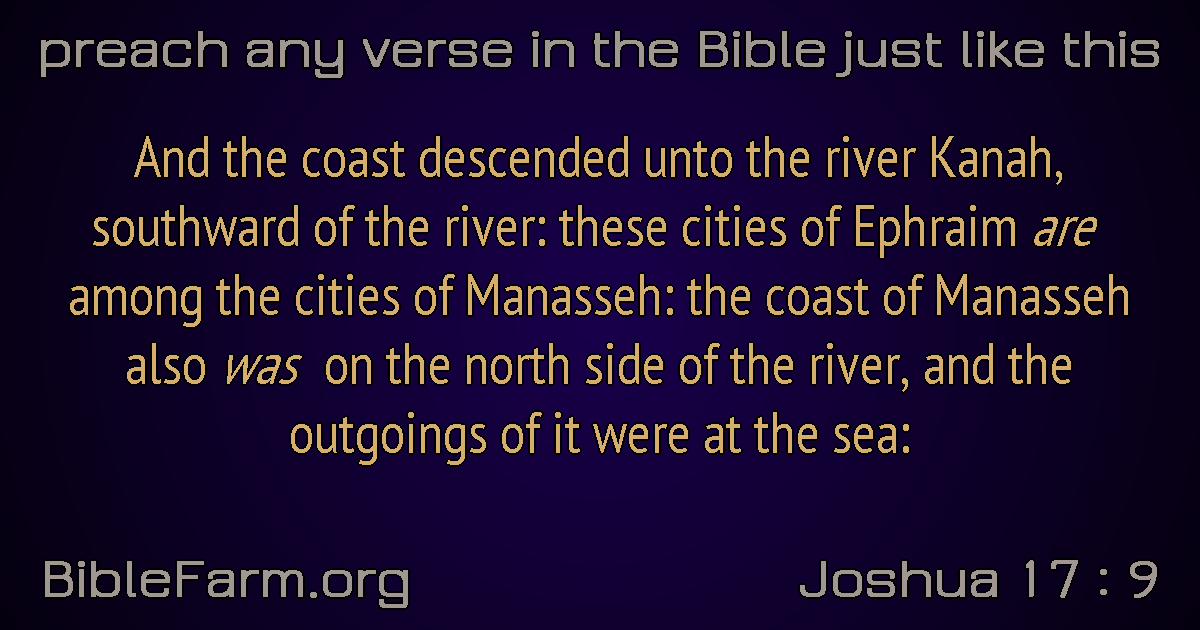 preach any verse in the Bible just like this
And the coast descended unto the river Kanah,
southward of the river: these cities of Ephraim are
among the cities of Manasseh: the coast of Manasseh
also was on the north side of the river, and the
outgoings of it were at the sea:
BibleFarm.org
Joshua 17 : 9